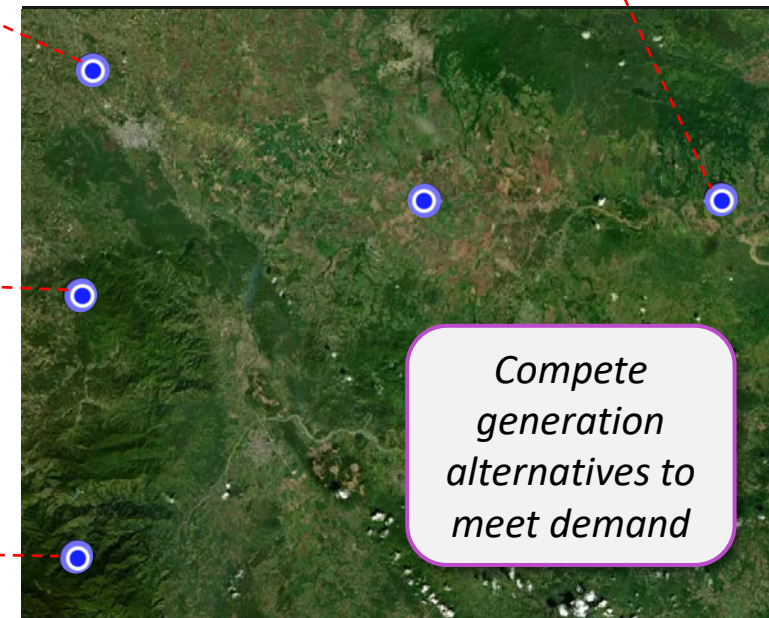 Compete
generation
alternatives to
meet demand